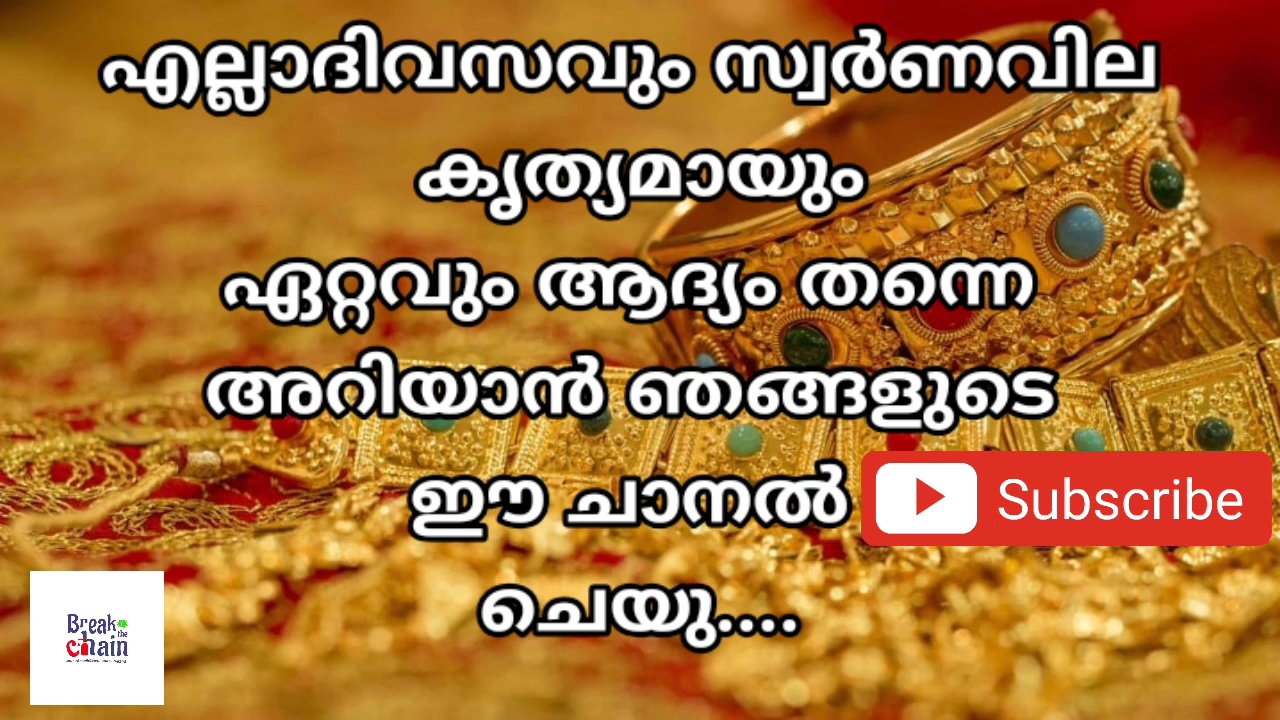 എല്ലാദിവസവും സ്വർണവില
കൃത്യമായും
ഏറ്റവും ആദ്യം തന്നെ
അറിയാൻ ഞങ്ങളുടെ
ഈ ചാനൽ Subscribe
ചെയു....
Break
the
chain